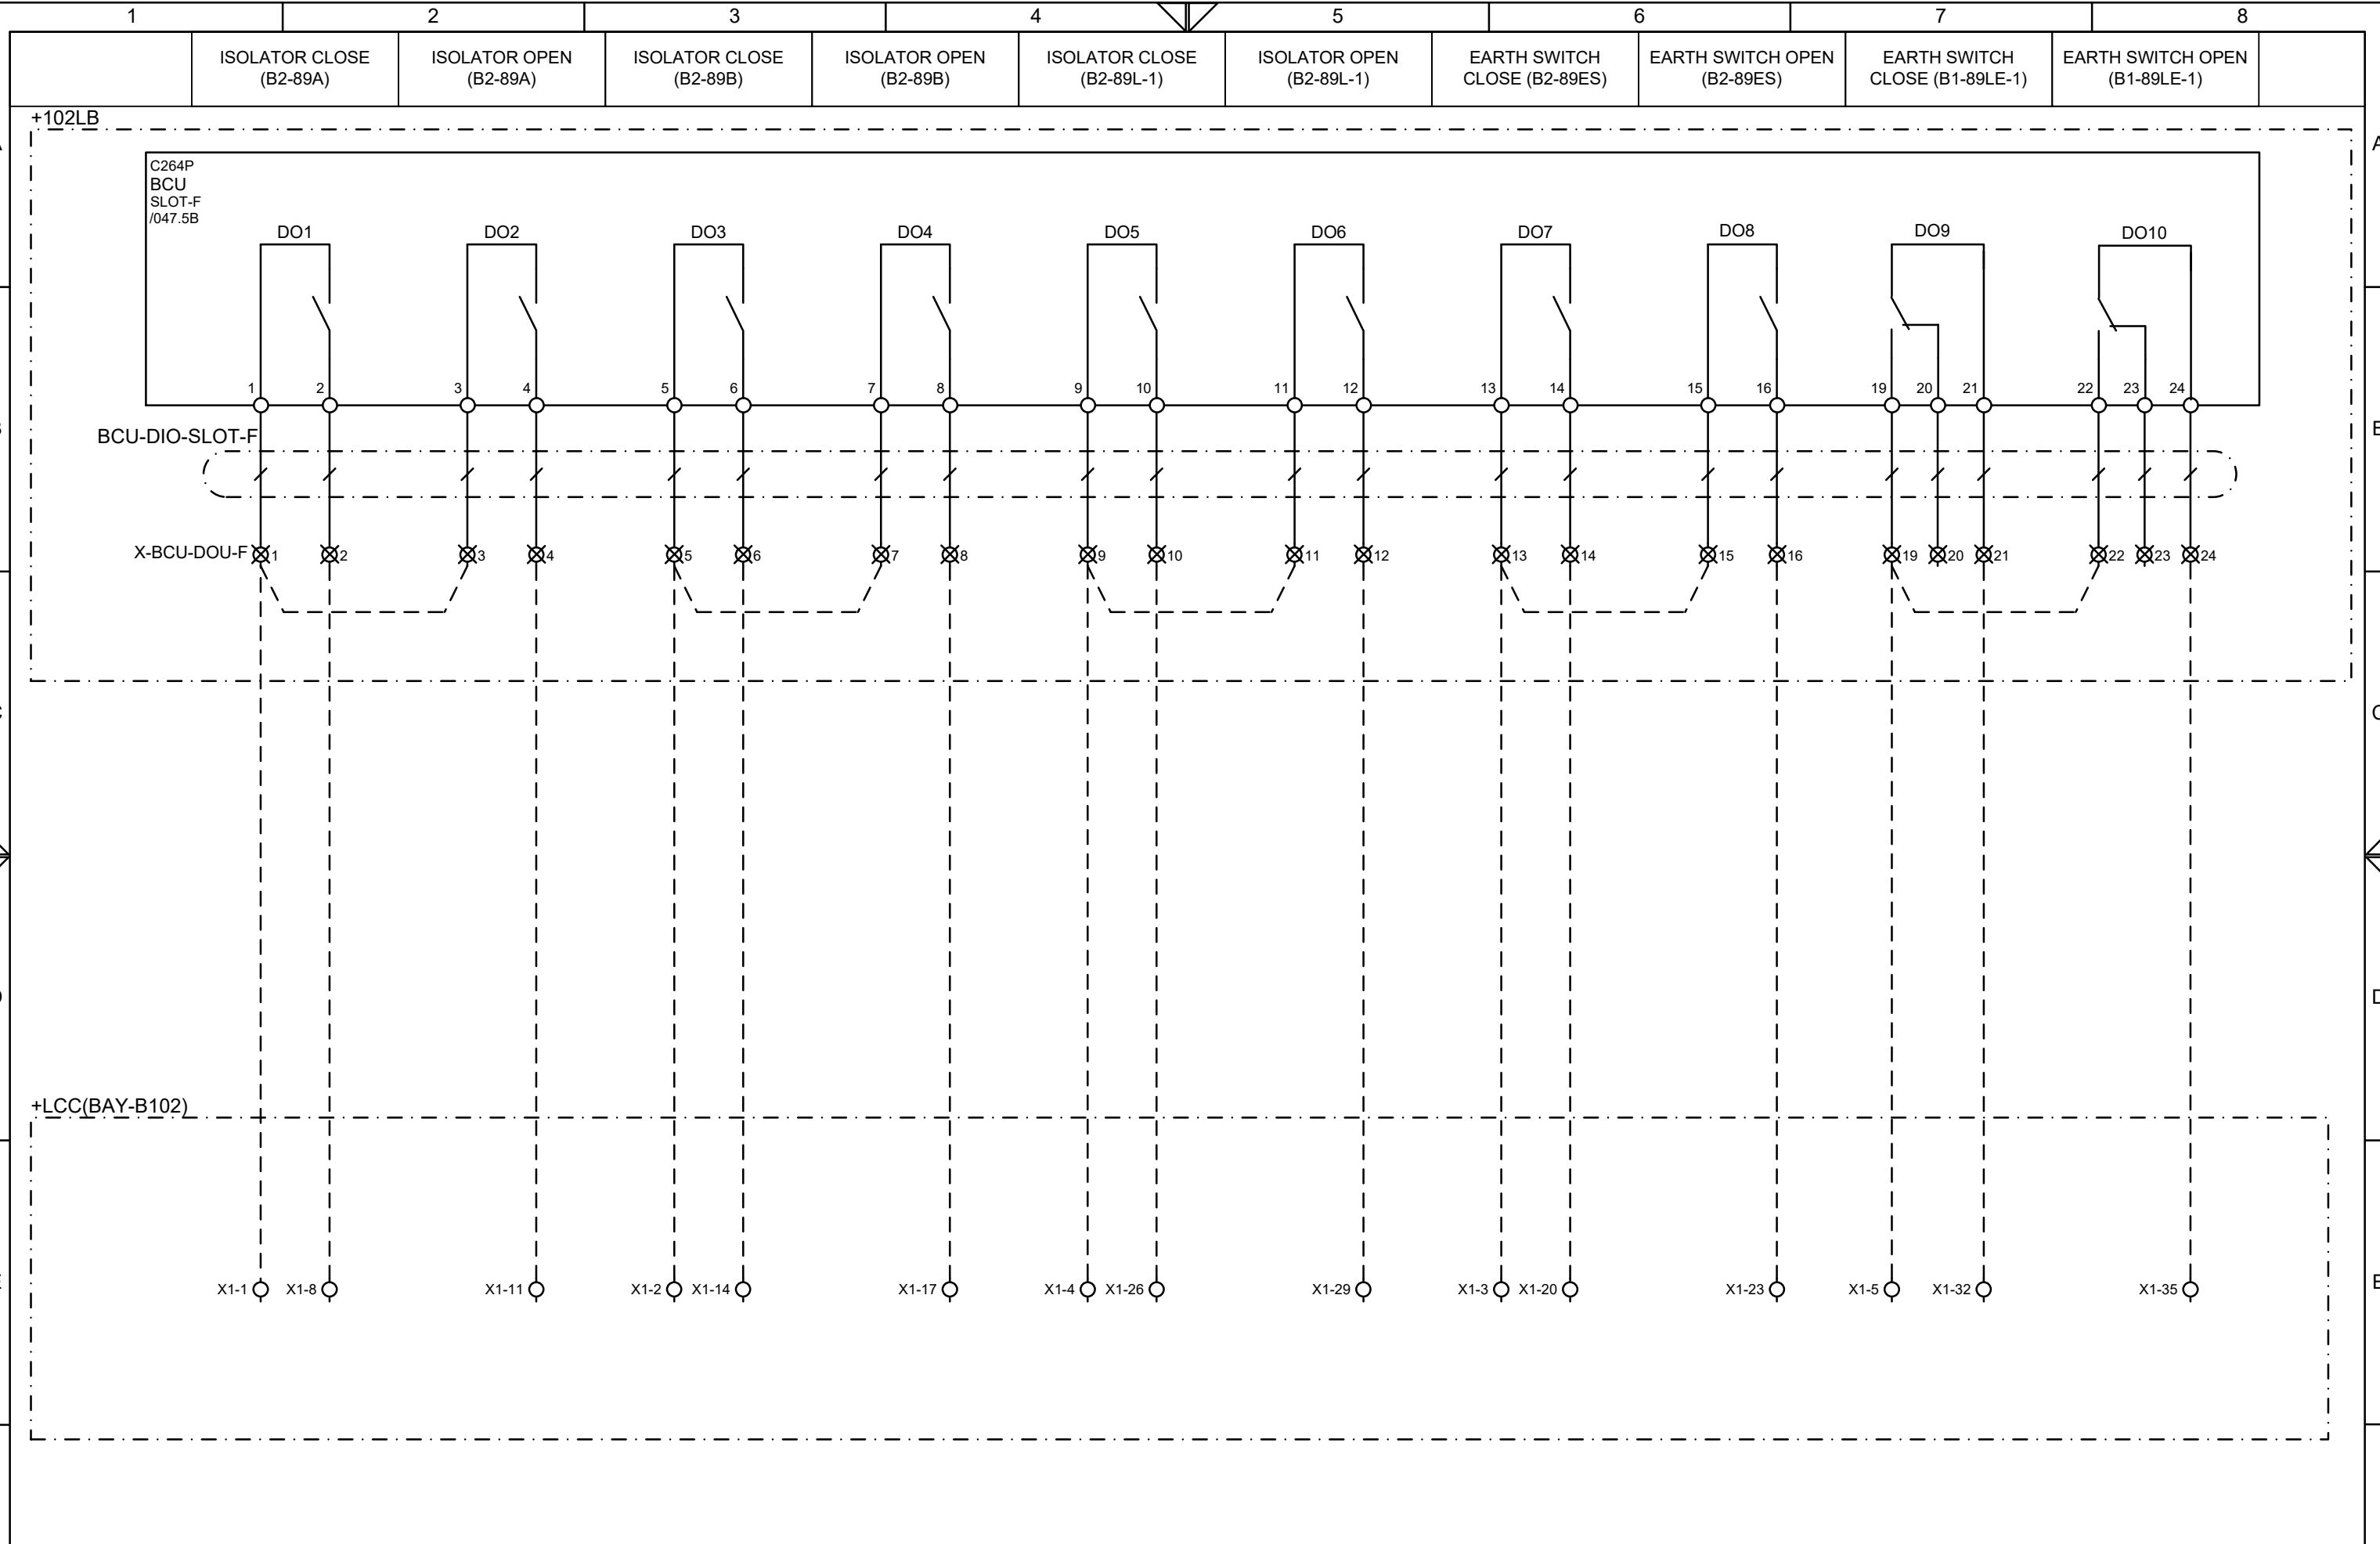 1 2 3 4 5 6 7 8
ISOLATOR CLOSE
(B2-89A)
ISOLATOR OPEN
(B2-89A)
ISOLATOR CLOSE
(B2-89B)
ISOLATOR OPEN
(B2-89B)
ISOLATOR CLOSE
(B2-89L-1)
ISOLATOR OPEN
(B2-89L-1)
EARTH SWITCH
CLOSE (B2-89ES)
EARTH SWITCH OPEN
(B2-89ES)
EARTH SWITCH
CLOSE (B1-89LE-1)
EARTH SWITCH OPEN
(B1-89LE-1)
+102LB
C264P
BCU
SLOT-F
/047.5B
DO1 DO2 DO3 DO4 DO5 DO6 DO7 DO8 DO9 DO10
1 2 3 4 5 6 7 8 9 10 11 12 13 14 15 16 19 20 21 22 23 24
BCU-DIO-SLOT-F
X-BCU-DOU-F 1 2 3 4 5 6 7 8 9 10 11 12 13 14 15 16 19 20 21 22 23 24
+LCC(BAY-B102)
X1-1 X1-8 X1-11 X1-2 X1-14 X1-17 X1-4 X1-26 X1-29 X1-3 X1-20 X1-23 X1-5 X1-32 X1-35